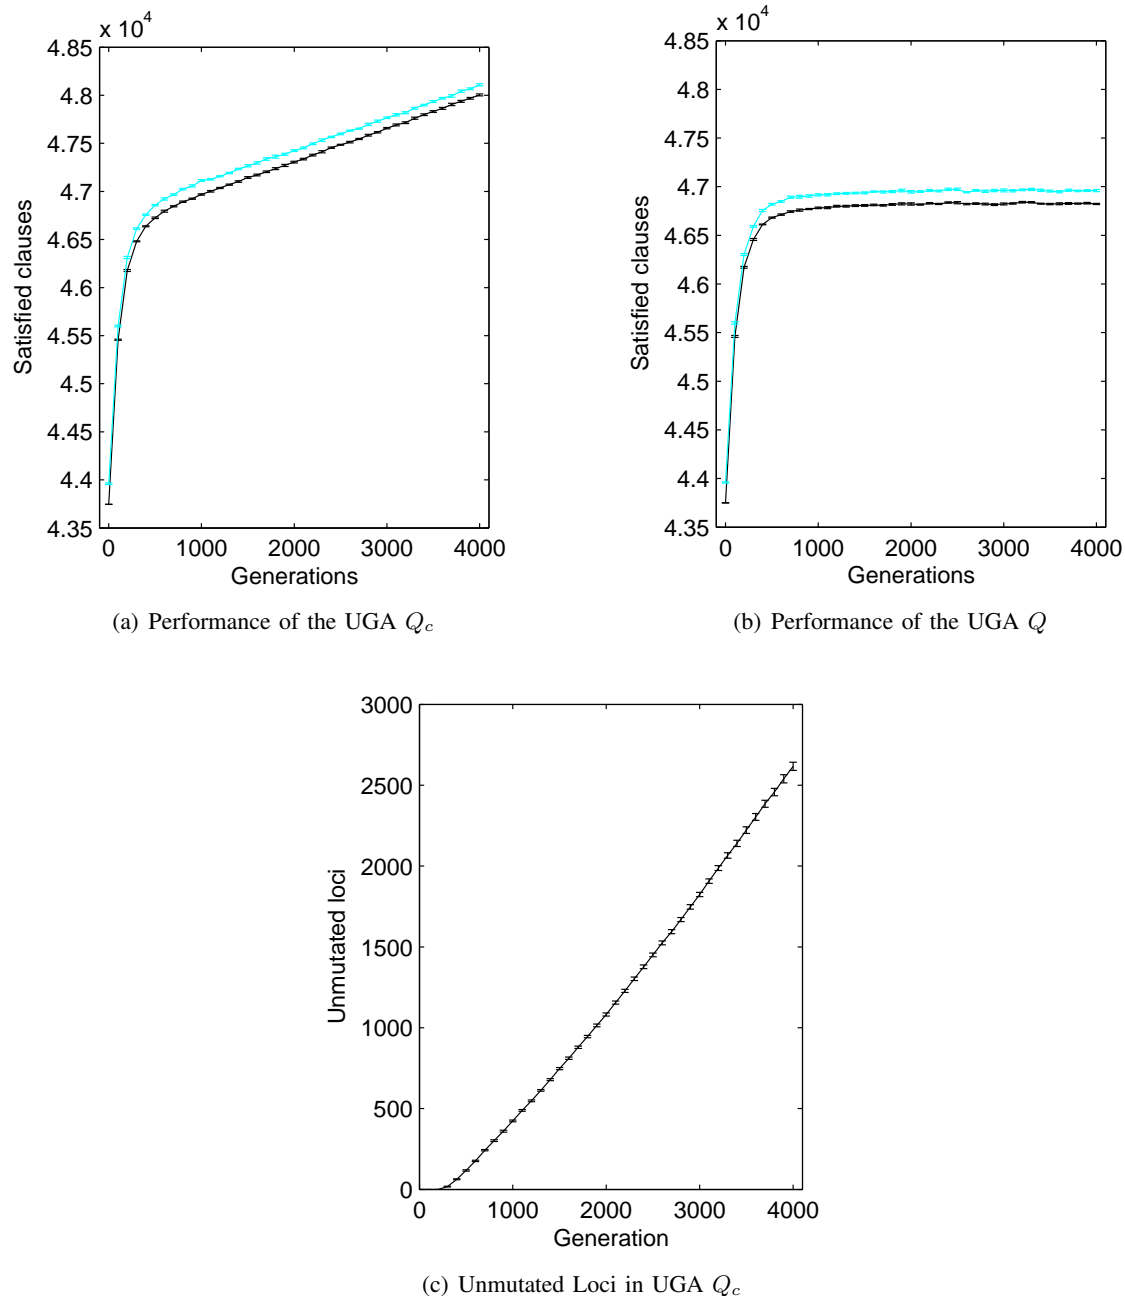 x 10^4
4.85
4.8
4.75
4.7
4.65
4.6
4.55
4.5
4.45
4.4
4.35
Satisfied clauses
0 1000 2000 3000 4000
Generations
(a) Performance of the UGA Q_c
x 10^4
4.85
4.8
4.75
4.7
4.65
4.6
4.55
4.5
4.45
4.4
4.35
Satisfied clauses
0 1000 2000 3000 4000
Generations
(b) Performance of the UGA Q
3000
2500
2000
1500
1000
500
0
Unmutated loci
0 1000 2000 3000 4000
Generation
(c) Unmutated Loci in UGA Q_c